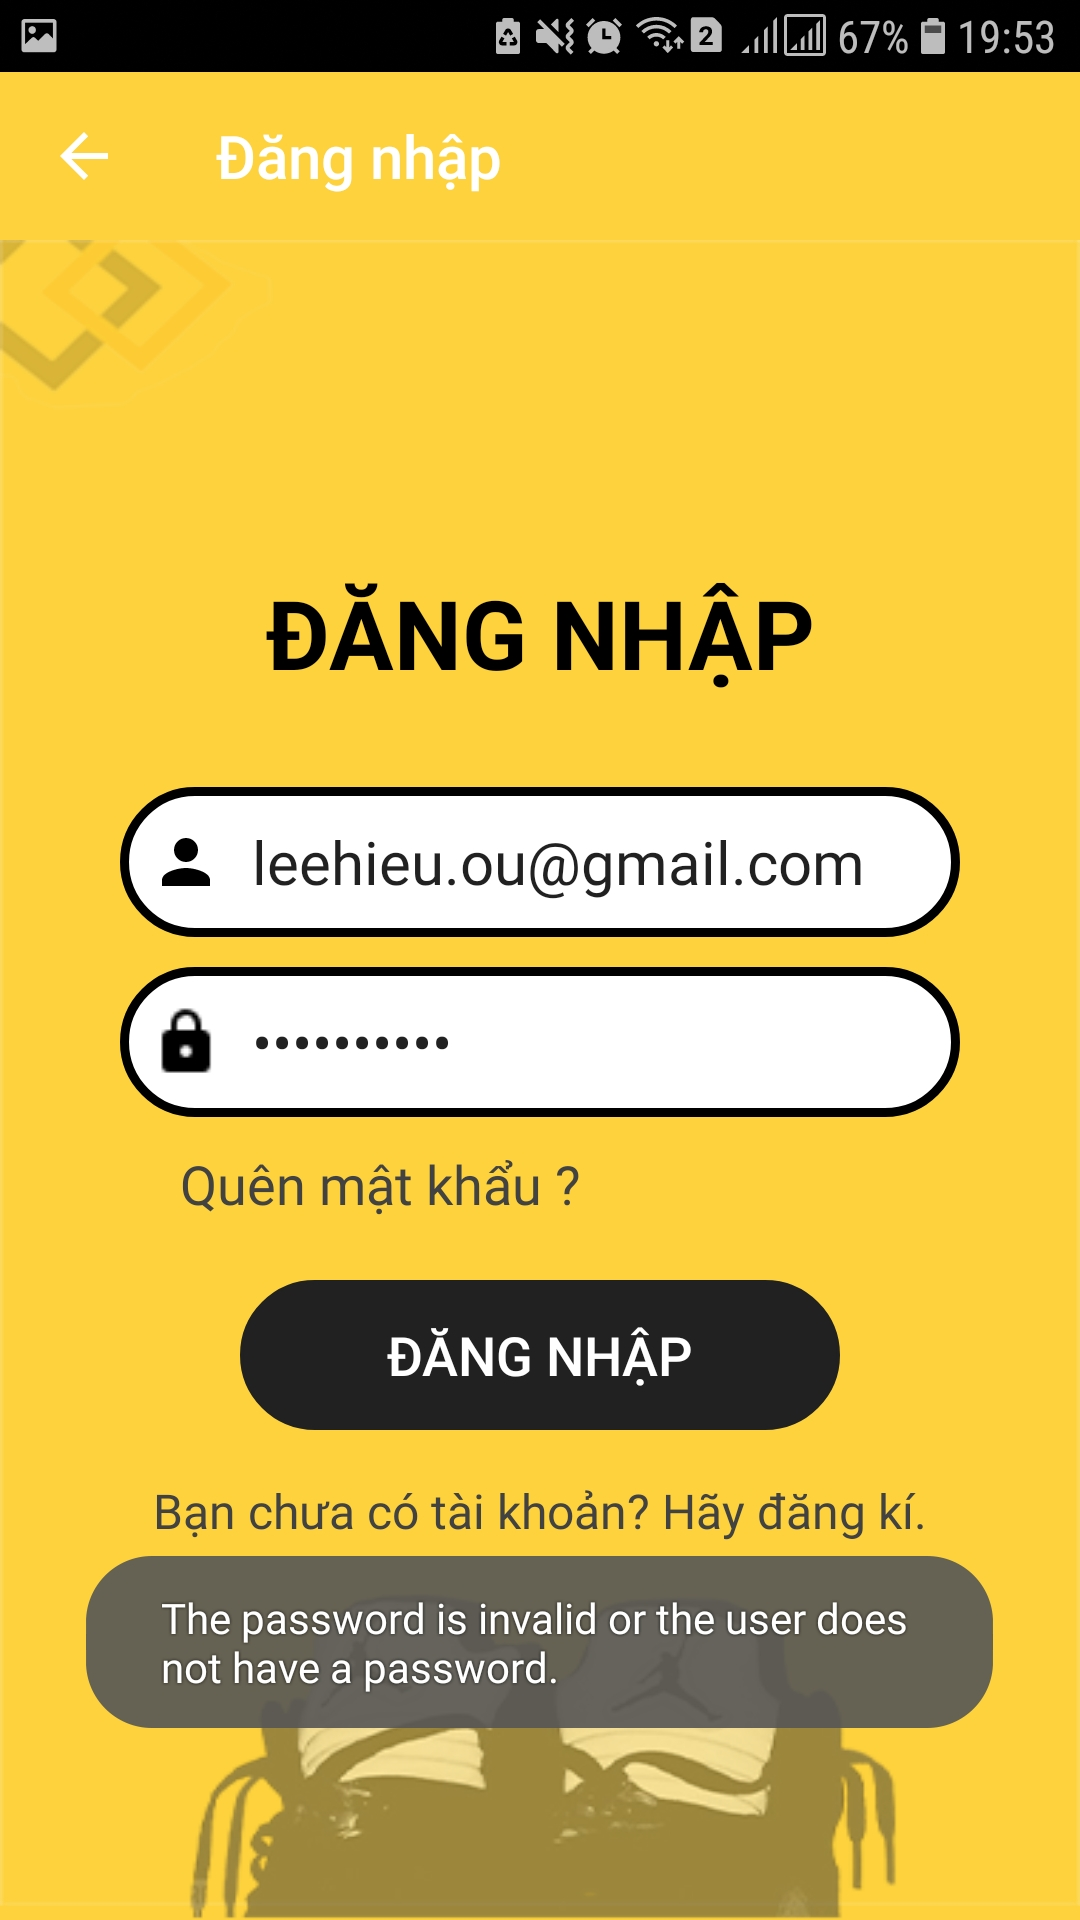 2 67% 19:53
Đăng nhập
ĐĂNG NHẬP
leehieu.ou@gmail.com
••••••••••
Quên mật khẩu ?
ĐĂNG NHẬP
Bạn chưa có tài khoản? Hãy đăng kí.
The password is invalid or the user does
not have a password.